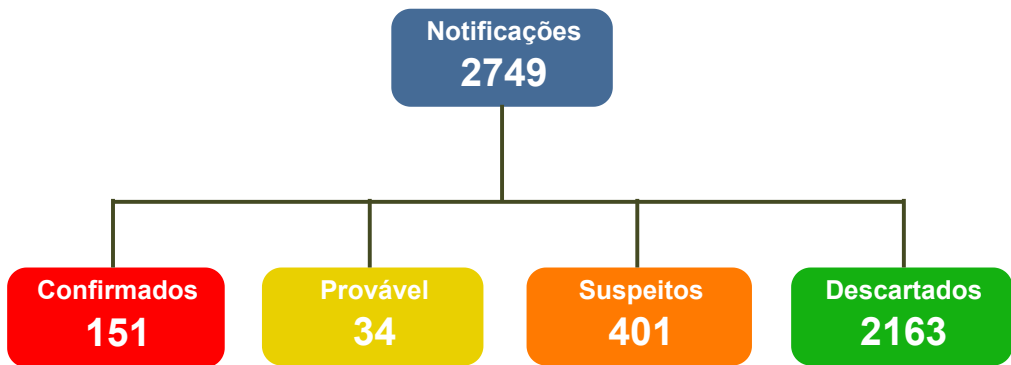 Notificações
2749
Confirmados
151
Provável
34
Suspeitos
401
Descartados
2163